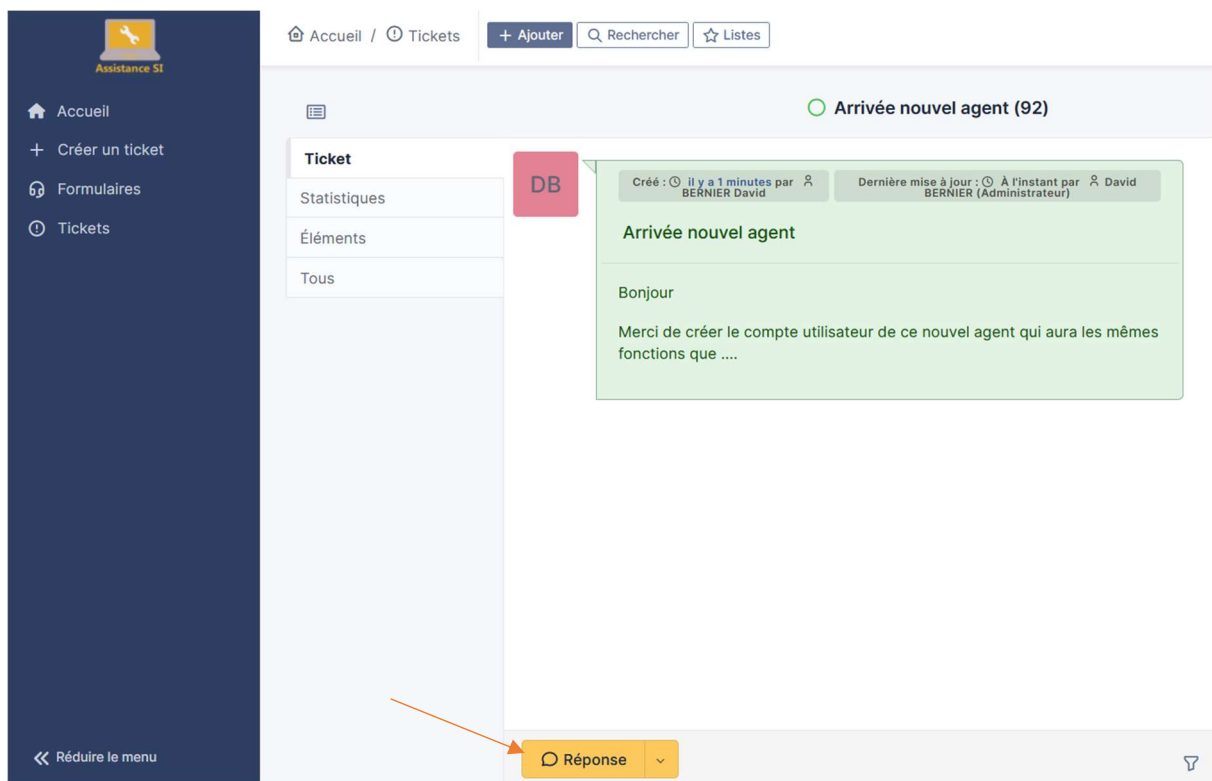 Assistance SI
Accueil / Tickets
Ajouter
Rechercher
Listes
Accueil
Créer un ticket
Formulaires
Tickets
Réduire le menu
Arrivée nouvel agent (92)
Ticket
Statistiques
Éléments
Tous
DB
Créé : il y a 1 minutes par
BERNIER David
Dernière mise à jour : À l'instant par David
BERNIER (Administrateur)
Arrivée nouvel agent
Bonjour
Merci de créer le compte utilisateur de ce nouvel agent qui aura les mêmes
fonctions que ....
Réponse